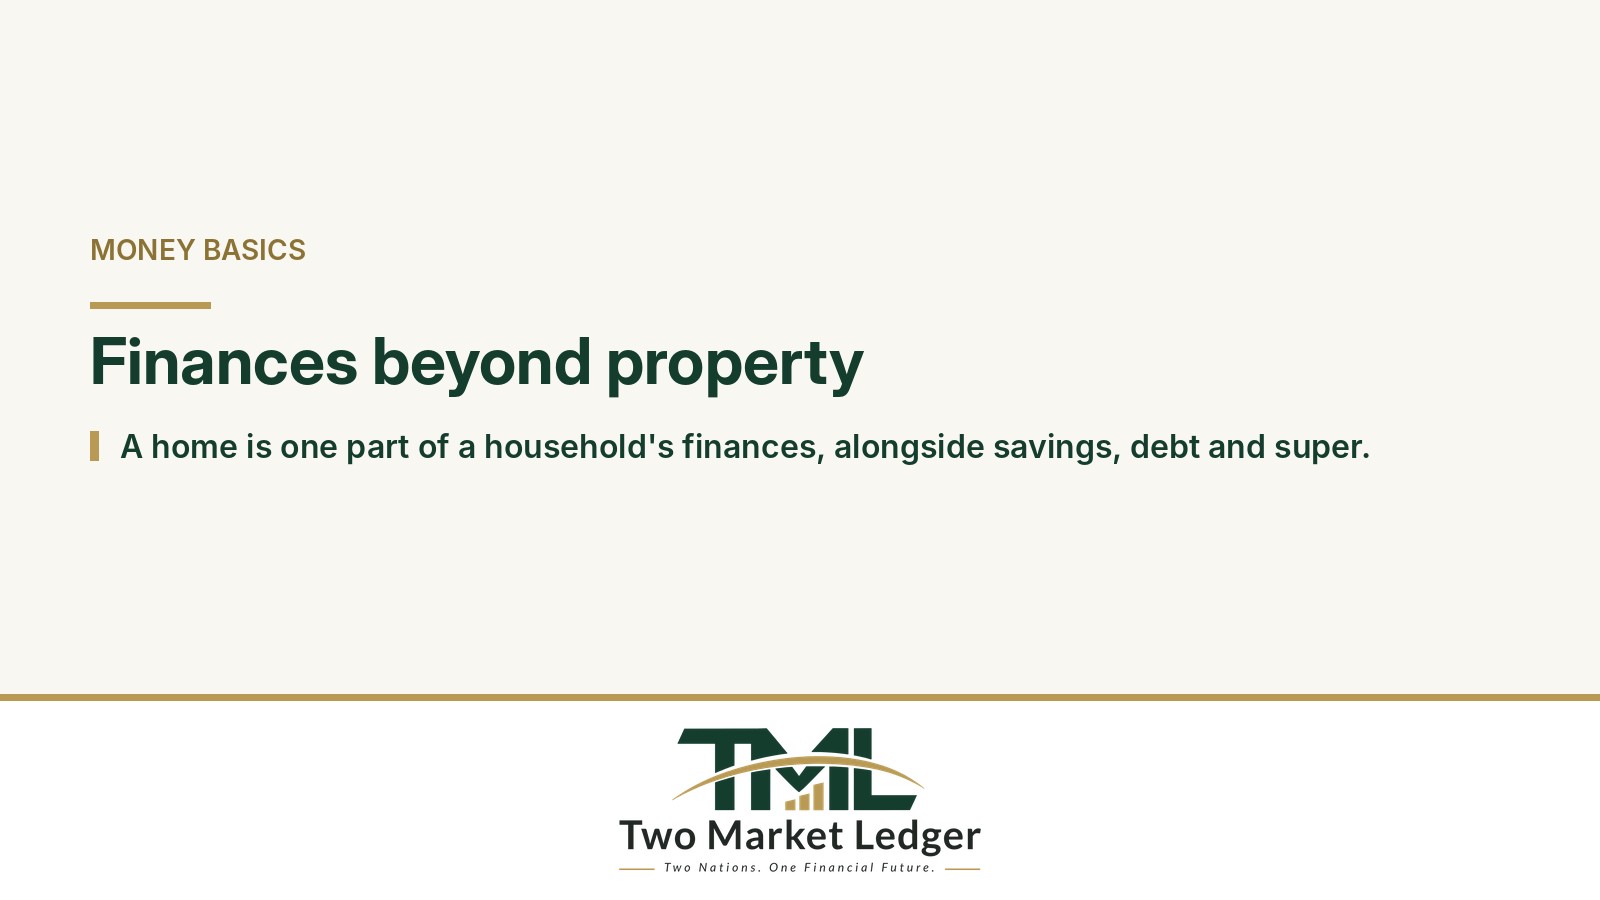 MONEY BASICS
Finances beyond property
A home is one part of a household's finances, alongside savings, debt and super.
TML
Two Market Ledger
Two Nations. One Financial Future.